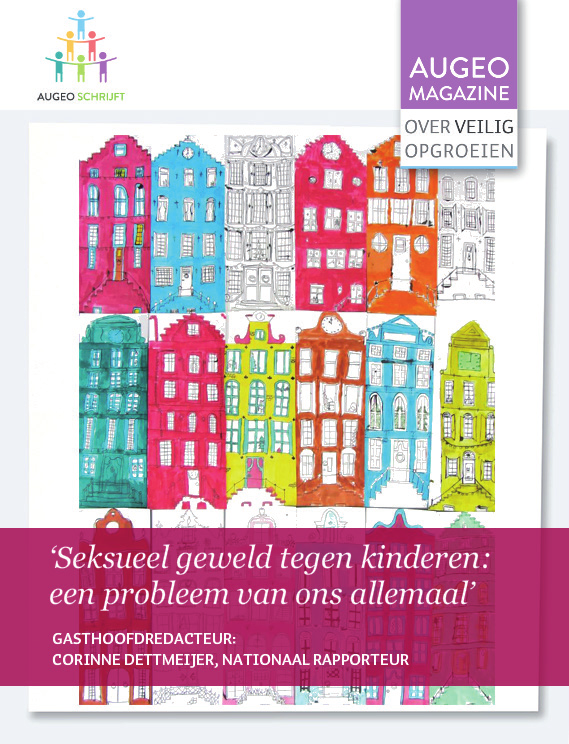 AUGEO SCHRIJFT
AUGEO
MAGAZINE
OVER VEILIG
OPGROEIEN
‘Seksueel geweld tegen kinderen:
een probleem van ons allemaal’
GASTHOOFDREDACTEUR:
CORINNE DETTMEIJER, NATIONAAL RAPPORTEUR